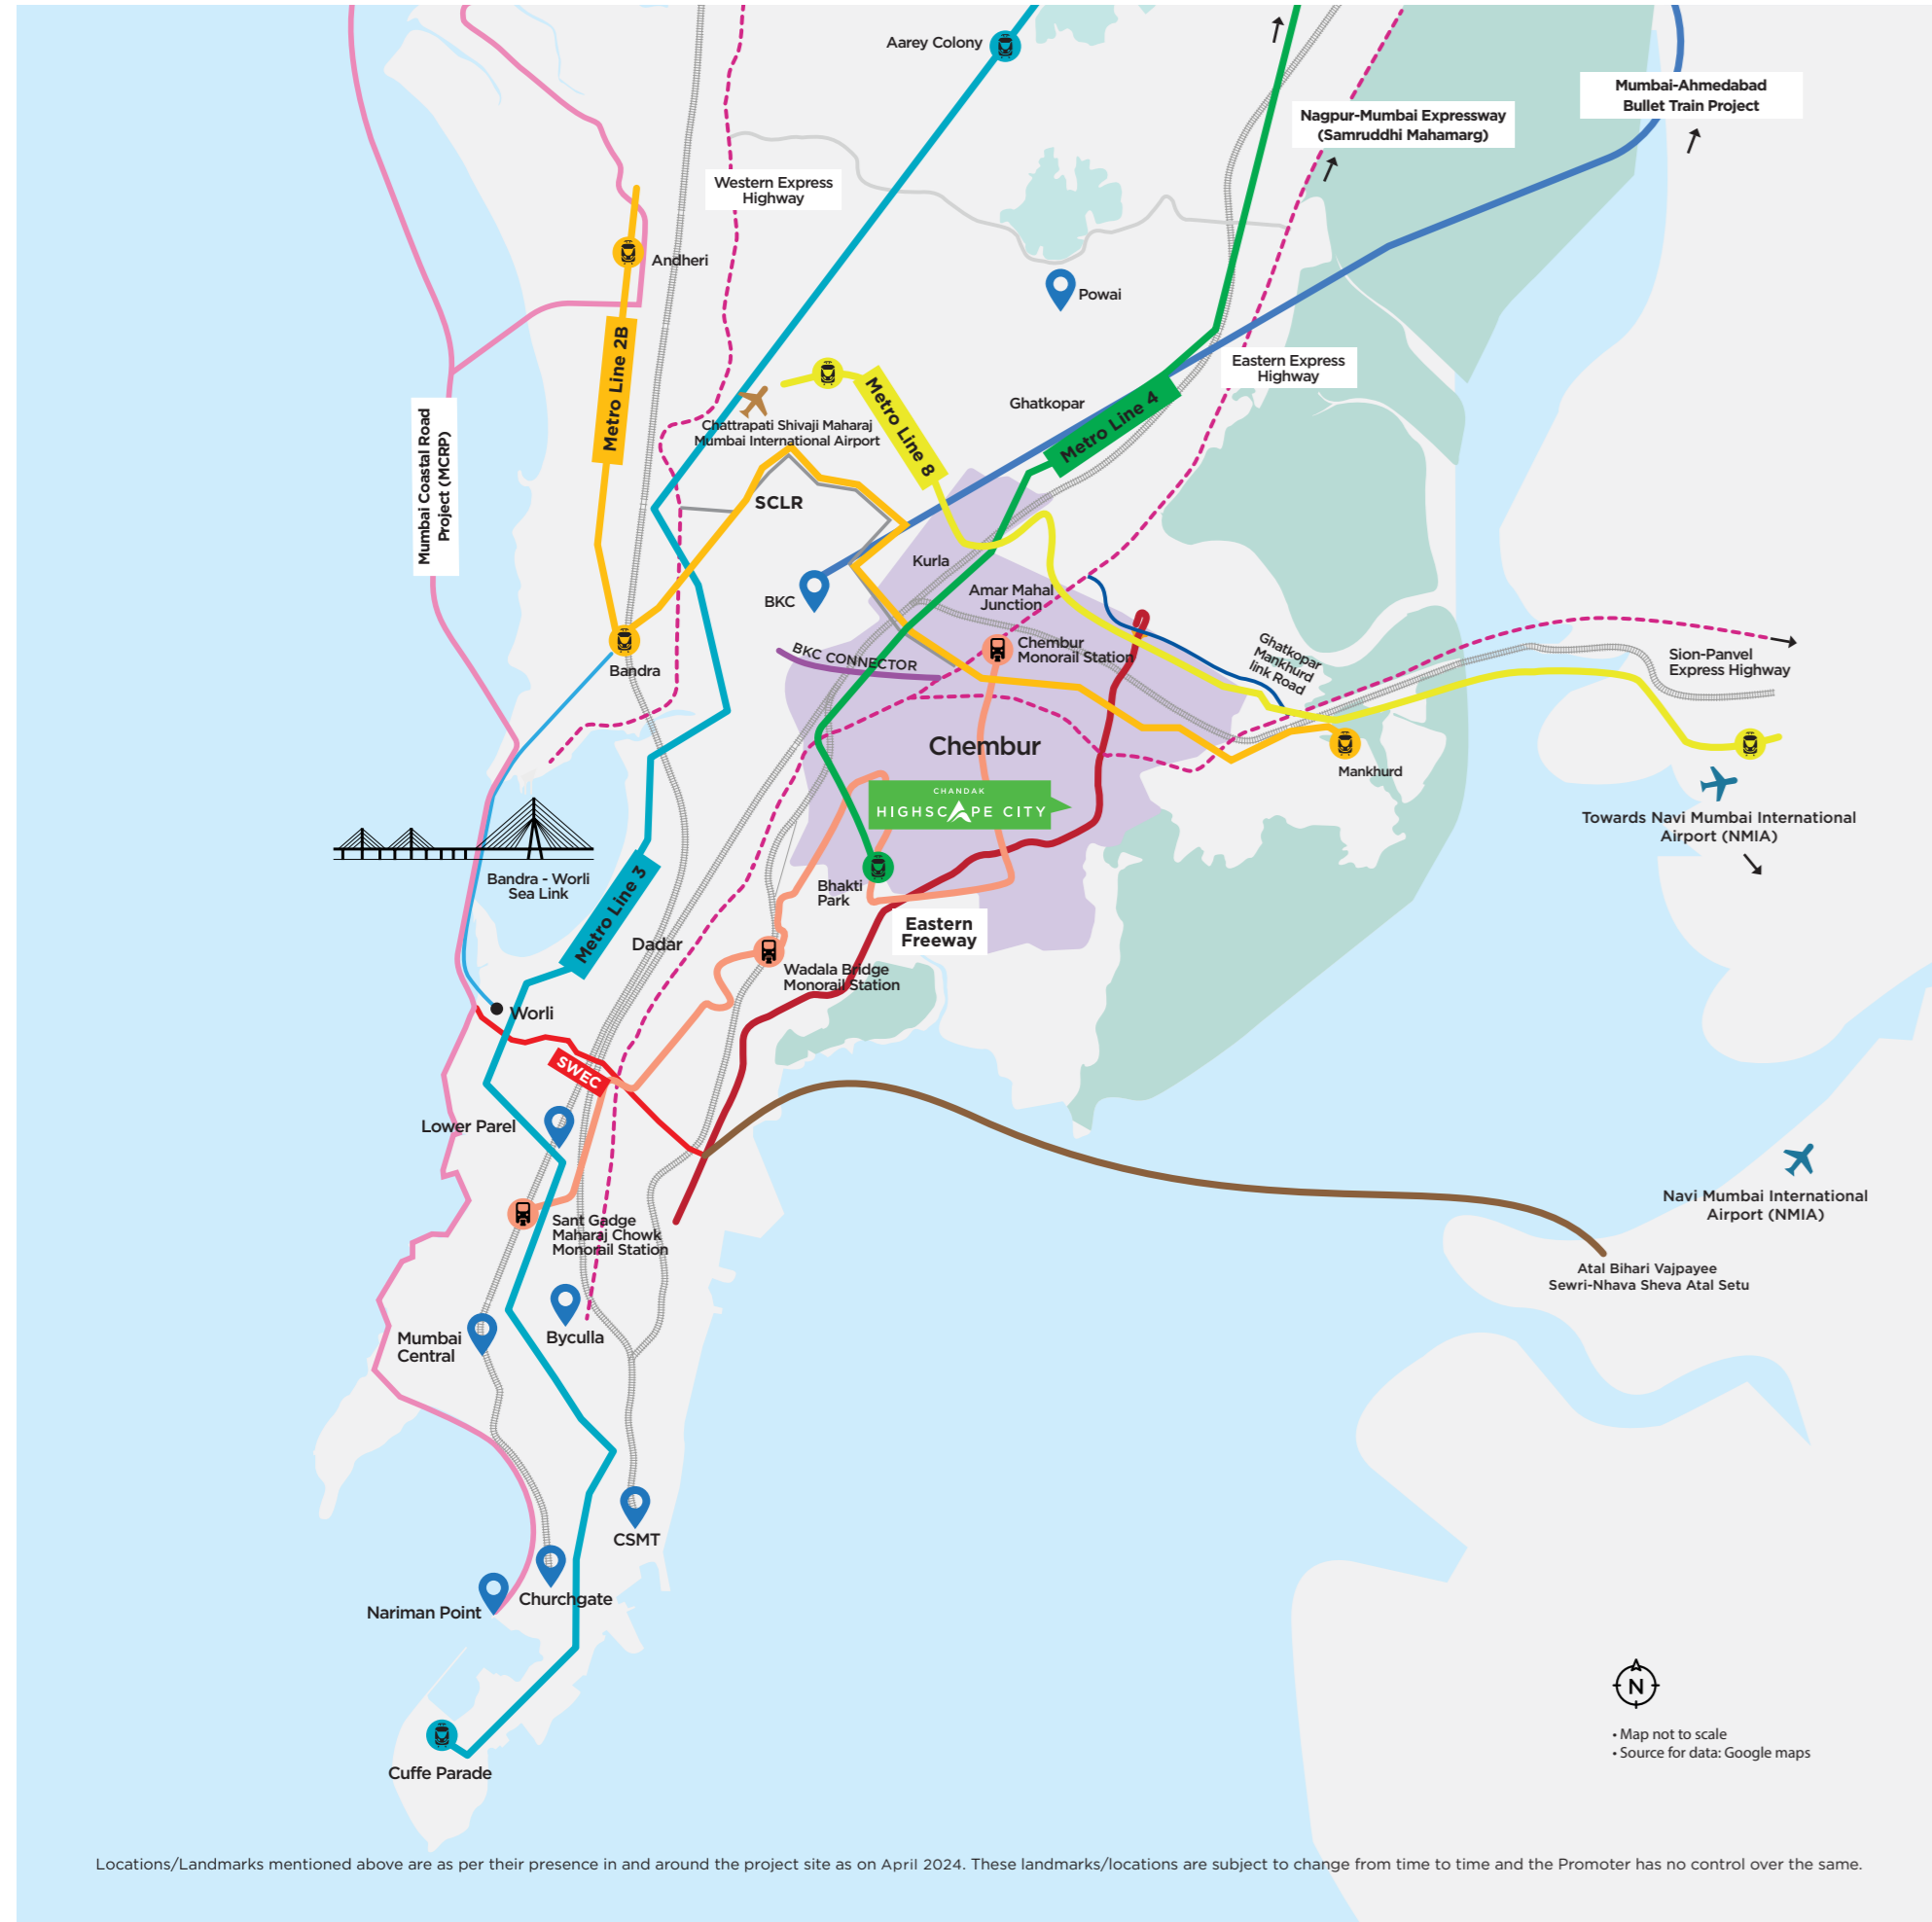 Aarey Colony
Mumbai-Ahmedabad
Bullet Train Project
Nagpur-Mumbai Expressway
(Samruddhi Mahamarg)
Western Express
Highway
Andheri
Powai
Metro Line 2B
Eastern Express
Highway
Metro Line 8
Ghatkopar
Metro Line 4
Chattrapati Shivaji Maharaj
Mumbai International Airport
Mumbai Coastal Road
Project (MCRP)
SCLR
Kurla
BKC
Amar Mahal
Junction
Chembur
Monorail Station
BKC CONNECTOR
Ghatkopar
Mankhurd
link Road
Sion-Panvel
Express Highway
Bandra
Chembur
Mankhurd
CHANDAK
HIGHSCAPE CITY
Towards Navi Mumbai International
Airport (NMIA)
Bandra - Worli
Sea Link
Bhakti
Park
Metro Line 3
Eastern
Freeway
Dadar
Wadala Bridge
Monorail Station
Worli
SWEC
Lower Parel
Navi Mumbai International
Airport (NMIA)
Sant Gadge
Maharaj Chowk
Monorail Station
Atal Bihari Vajpayee
Sewri-Nhava Sheva Atal Setu
Byculla
Mumbai
Central
CSMT
Churchgate
Nariman Point
N
• Map not to scale
• Source for data: Google maps
Cuffe Parade
Locations/Landmarks mentioned above are as per their presence in and around the project site as on April 2024. These landmarks/locations are subject to change from time to time and the Promoter has no control over the same.